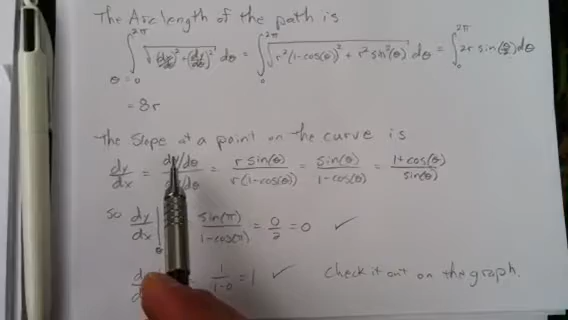 The Arc length of the path is
∫_{θ=0}^{2π} √((dx/dθ)² + (dy/dθ)²) dθ = ∫_0^{2π} √(r²(1-cos(θ))² + r² sin²(θ)) dθ = ∫_0^{2π} 2r sin(θ/2) dθ
= 8r
The Slope at a point on the curve is
dy/dx = dy/dθ / dx/dθ = r sin(θ) / r(1-cos(θ)) = sin(θ) / 1-cos(θ) = 1+cos(θ) / sin(θ)
so dy/dx | sin(π) / 1-cos(π) = 0/2 = 0 ✓
1 / 1-0 = 1 ✓ Check it out on the graph.